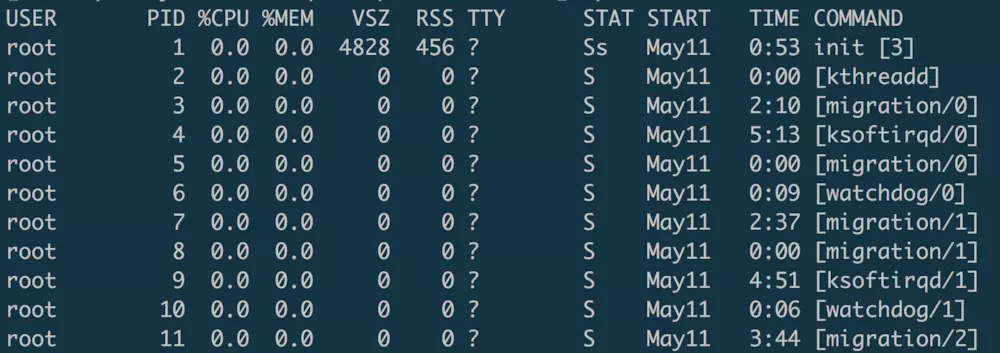 USER PID %CPU %MEM VSZ RSS TTY STAT START TIME COMMAND
root 1 0.0 0.0 4828 456 ? Ss May11 0:53 init [3]
root 2 0.0 0.0 0 0 ? S May11 0:00 [kthreadd]
root 3 0.0 0.0 0 0 ? S May11 2:10 [migration/0]
root 4 0.0 0.0 0 0 ? S May11 5:13 [ksoftirqd/0]
root 5 0.0 0.0 0 0 ? S May11 0:00 [migration/0]
root 6 0.0 0.0 0 0 ? S May11 0:09 [watchdog/0]
root 7 0.0 0.0 0 0 ? S May11 2:37 [migration/1]
root 8 0.0 0.0 0 0 ? S May11 0:00 [migration/1]
root 9 0.0 0.0 0 0 ? S May11 4:51 [ksoftirqd/1]
root 10 0.0 0.0 0 0 ? S May11 0:06 [watchdog/1]
root 11 0.0 0.0 0 0 ? S May11 3:44 [migration/2]